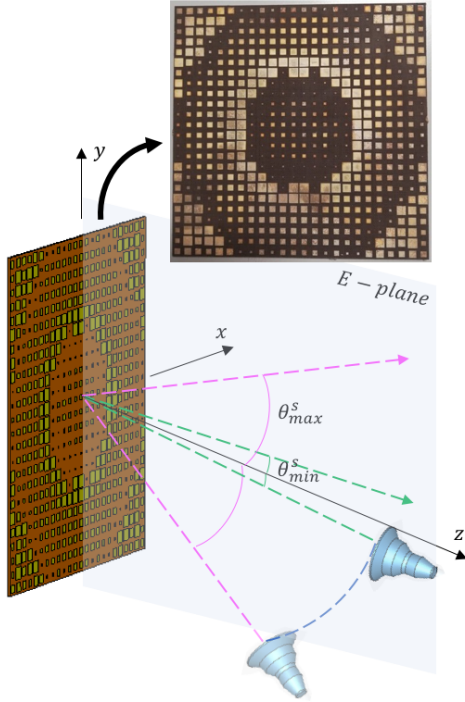 y
E − plane
x
θ^s_max
θ^s_min
z